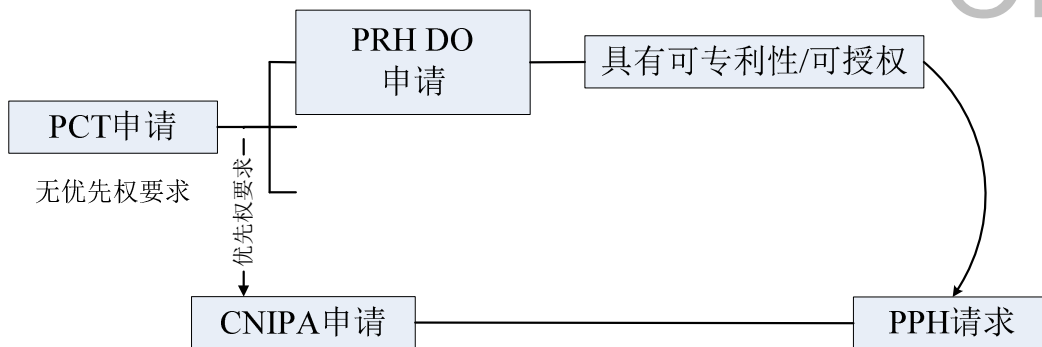 PRH DO
申请
具有可专利性/可授权
PCT申请
无优先权要求
优先权要求
CNIPA申请
PPH请求